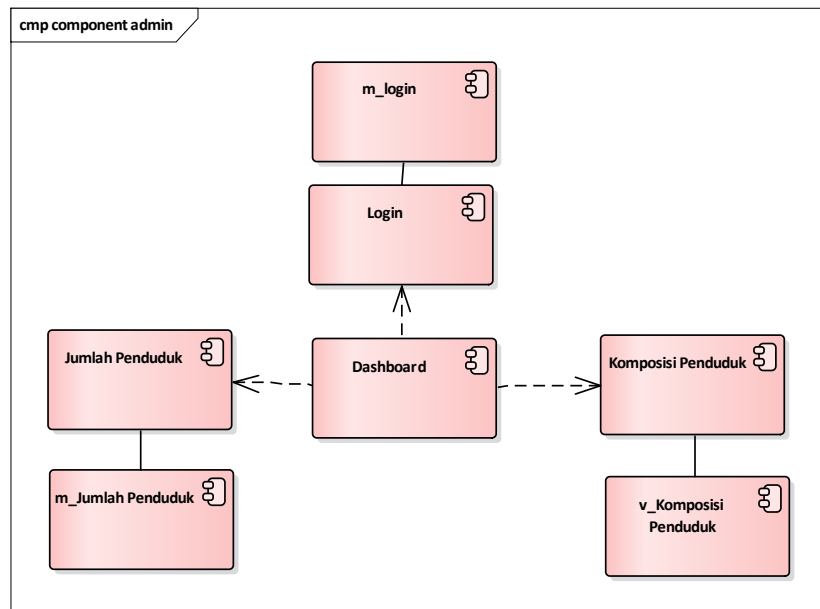 cmp component admin
m_login
Login
Jumlah Penduduk
Dashboard
Komposisi Penduduk
m_Jumlah Penduduk
v_Komposisi
Penduduk